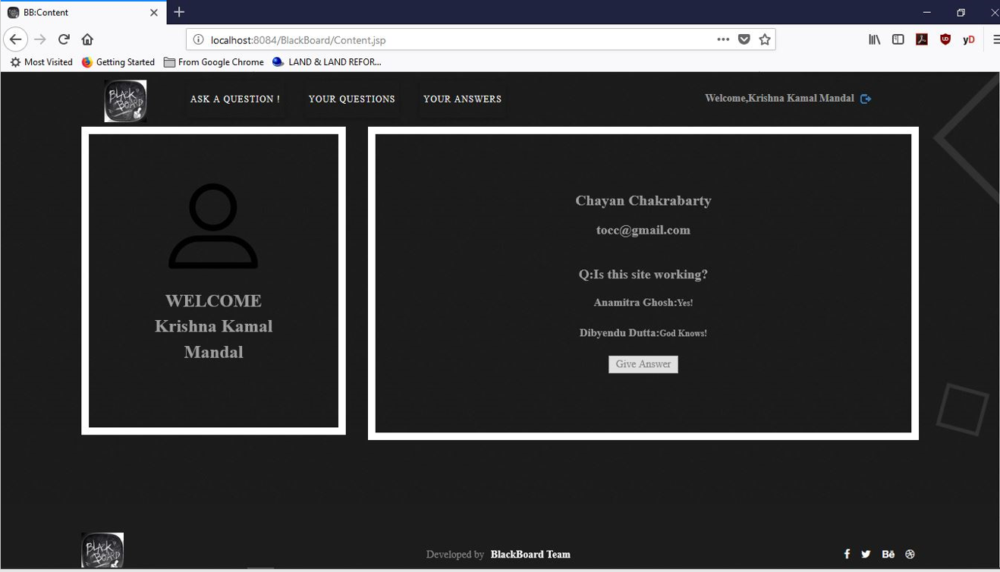 BB:Content
localhost:8084/BlackBoard/Content.jsp
Most Visited Getting Started From Google Chrome LAND & LAND REFOR...
BLACK BOARD
ASK A QUESTION ! YOUR QUESTIONS YOUR ANSWERS Welcome,Krishna Kamal Mandal
WELCOME
Krishna Kamal
Mandal
Chayan Chakrabarty
tocc@gmail.com
Q:Is this site working?
Anamitra Ghosh:Yes!
Dibyendu Dutta:God Knows!
Give Answer
BLACK BOARD
Developed by BlackBoard Team